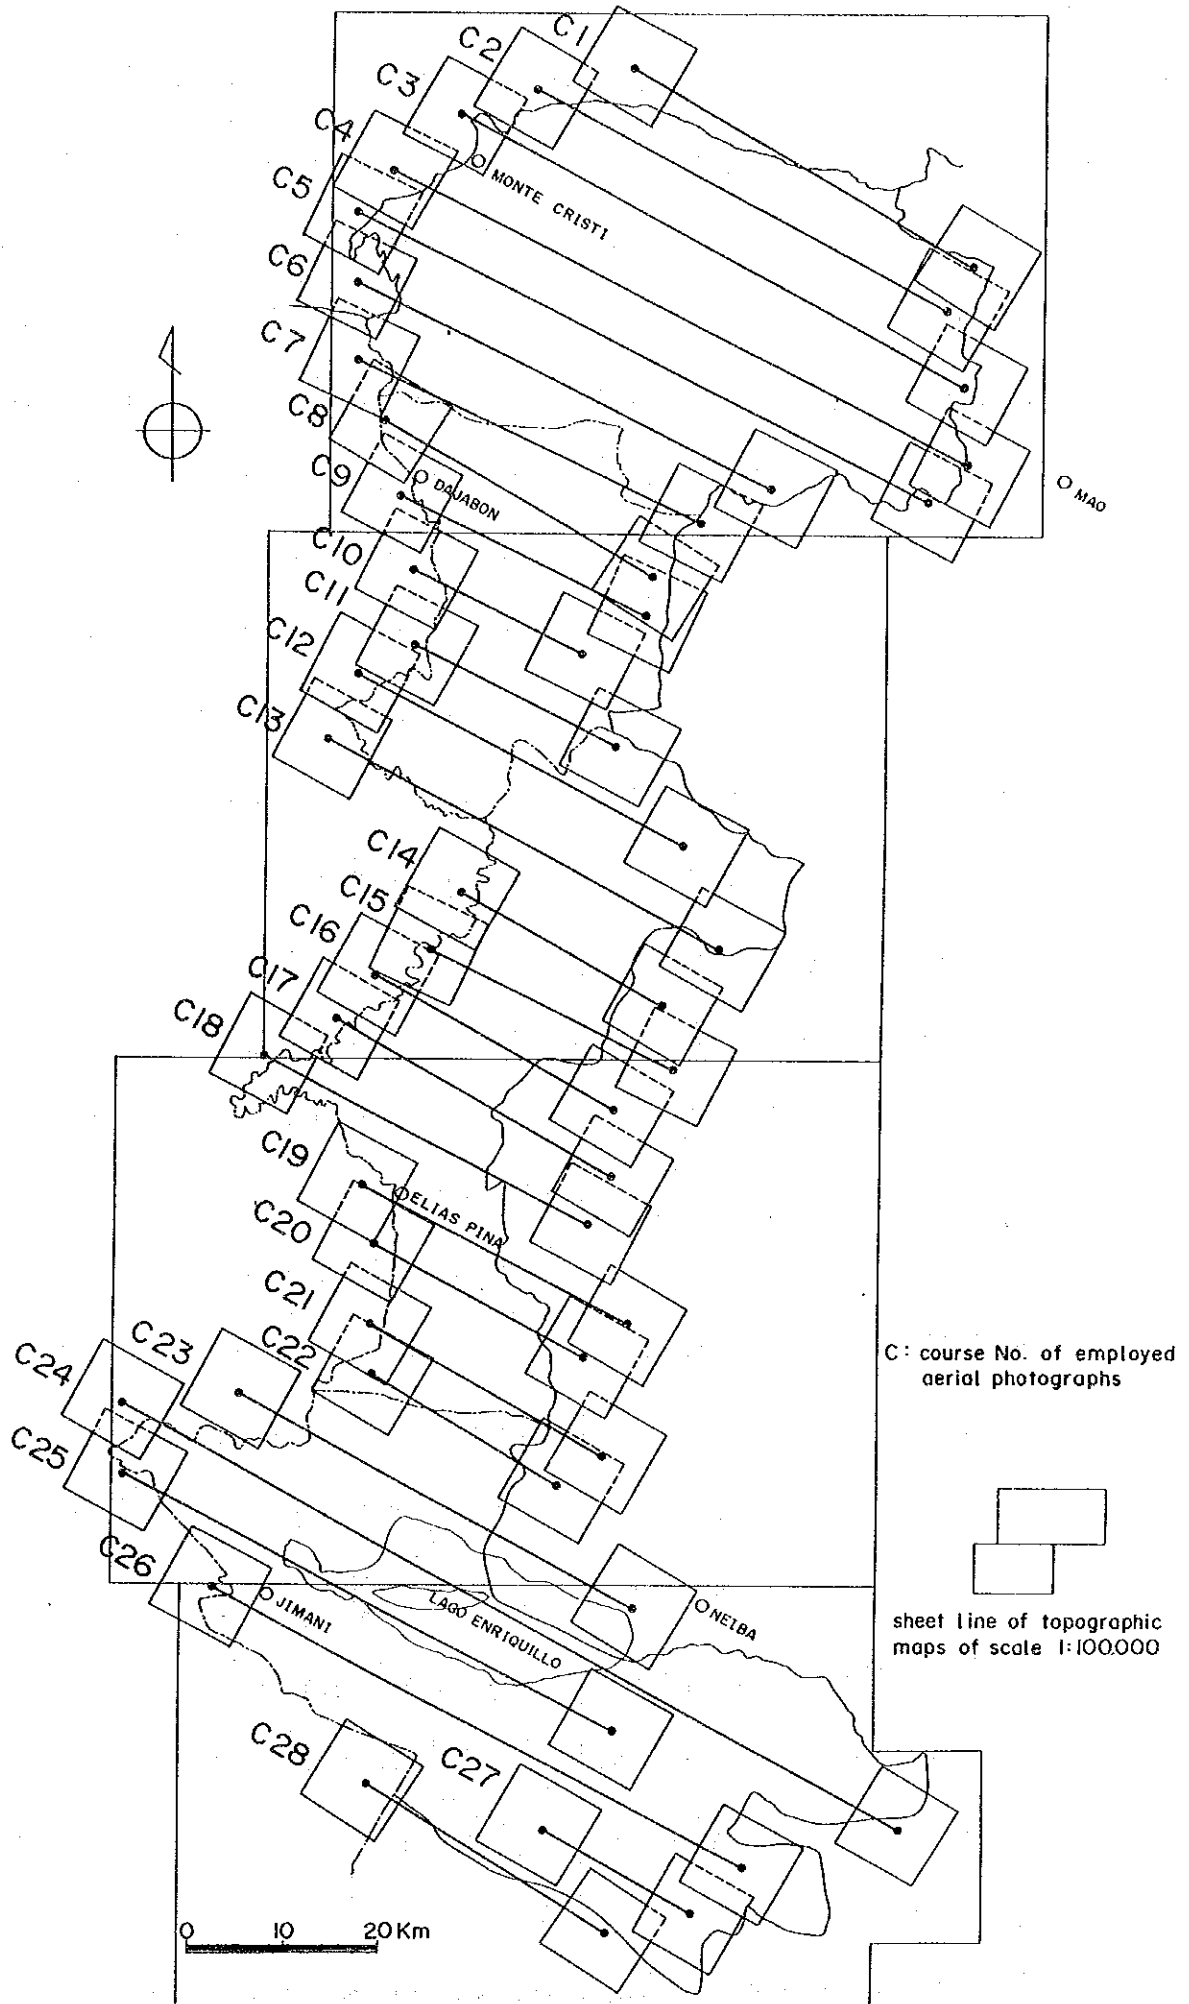 C1
C2
C3
C4
C5
C6
C7
C8
C9
C10
C11
C12
C13
C14
C15
C16
C17
C18
C19
C20
C21
C22
C23
C24
C25
C26
C28
C27
MONTE CRISTI
DAJABON
MAO
ELIAS PINA
JIMANI
LAGO ENRIQUILLO
NEIBA
C: course No. of employed
aerial photographs
sheet line of topographic
maps of scale 1:100.000
0 10 20 Km